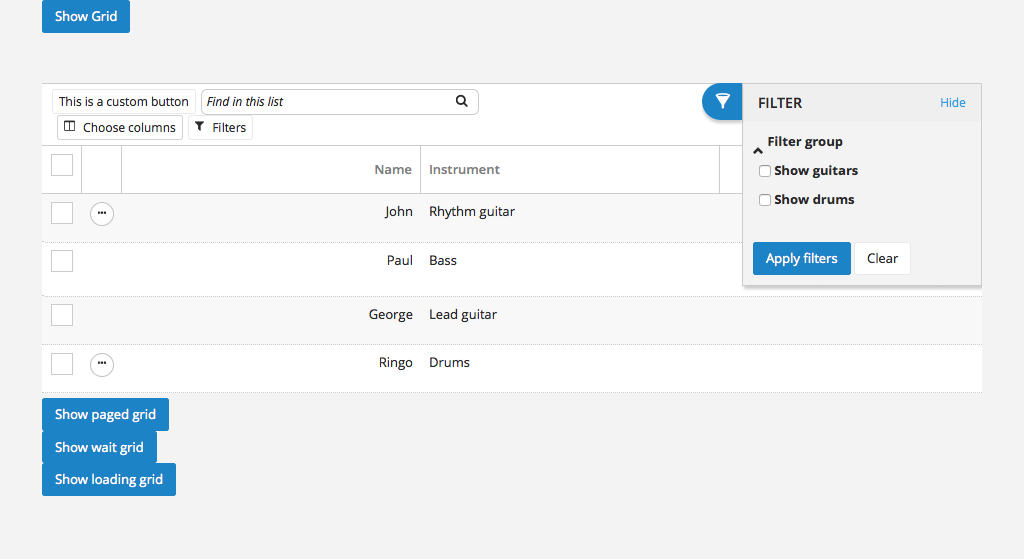 Show Grid
This is a custom button
Find in this list
Choose columns
Filters
FILTER
Hide
Filter group
Show guitars
Show drums
Apply filters
Clear
Name
Instrument
John
Rhythm guitar
Paul
Bass
George
Lead guitar
Ringo
Drums
Show paged grid
Show wait grid
Show loading grid